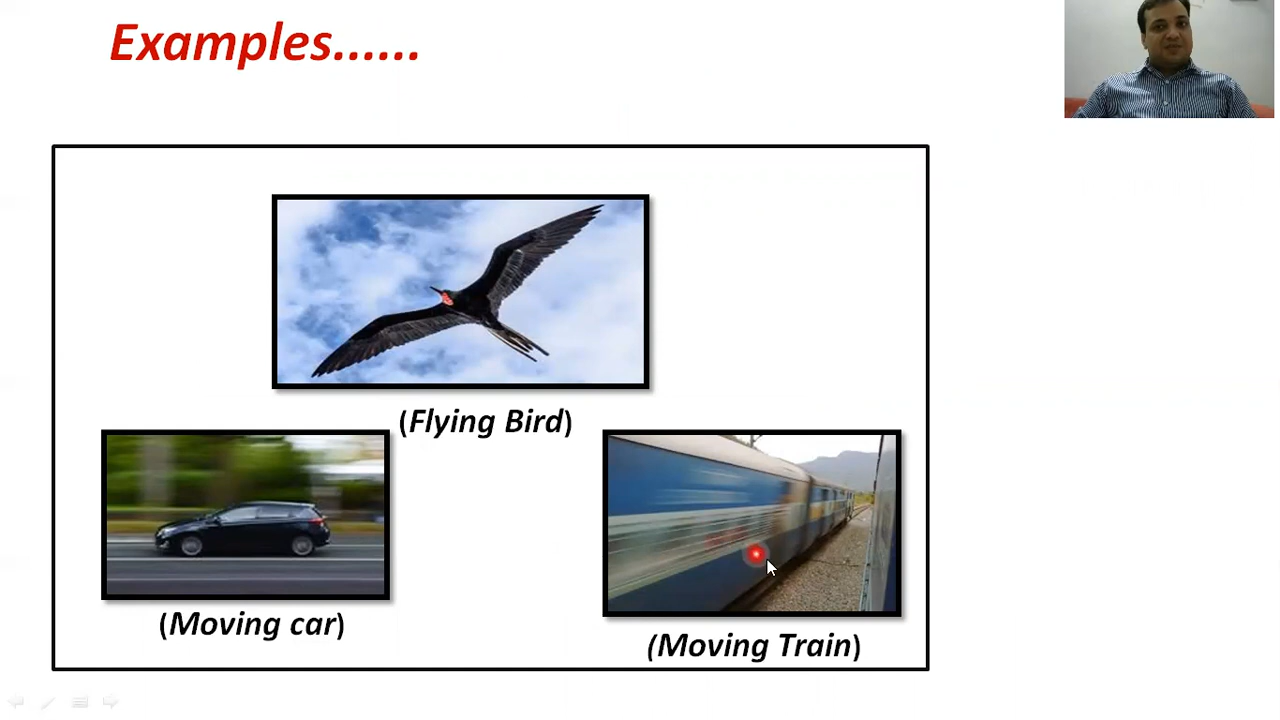 Examples......
(Flying Bird)
(Moving car)
(Moving Train)